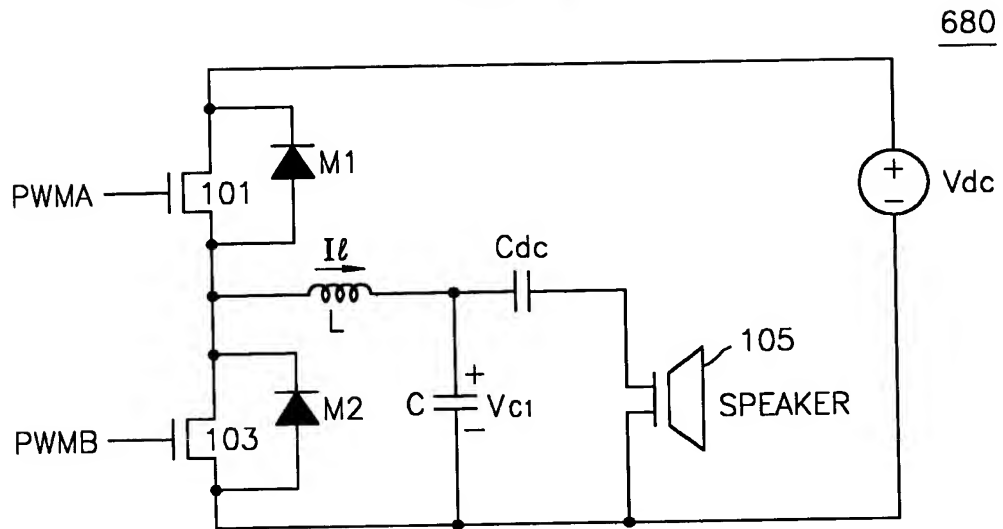 680
M1
PWMA
101
Vdc
+
−
Iℓ
Cdc
L
105
+
M2
C
Vc1
−
SPEAKER
PWMB
103